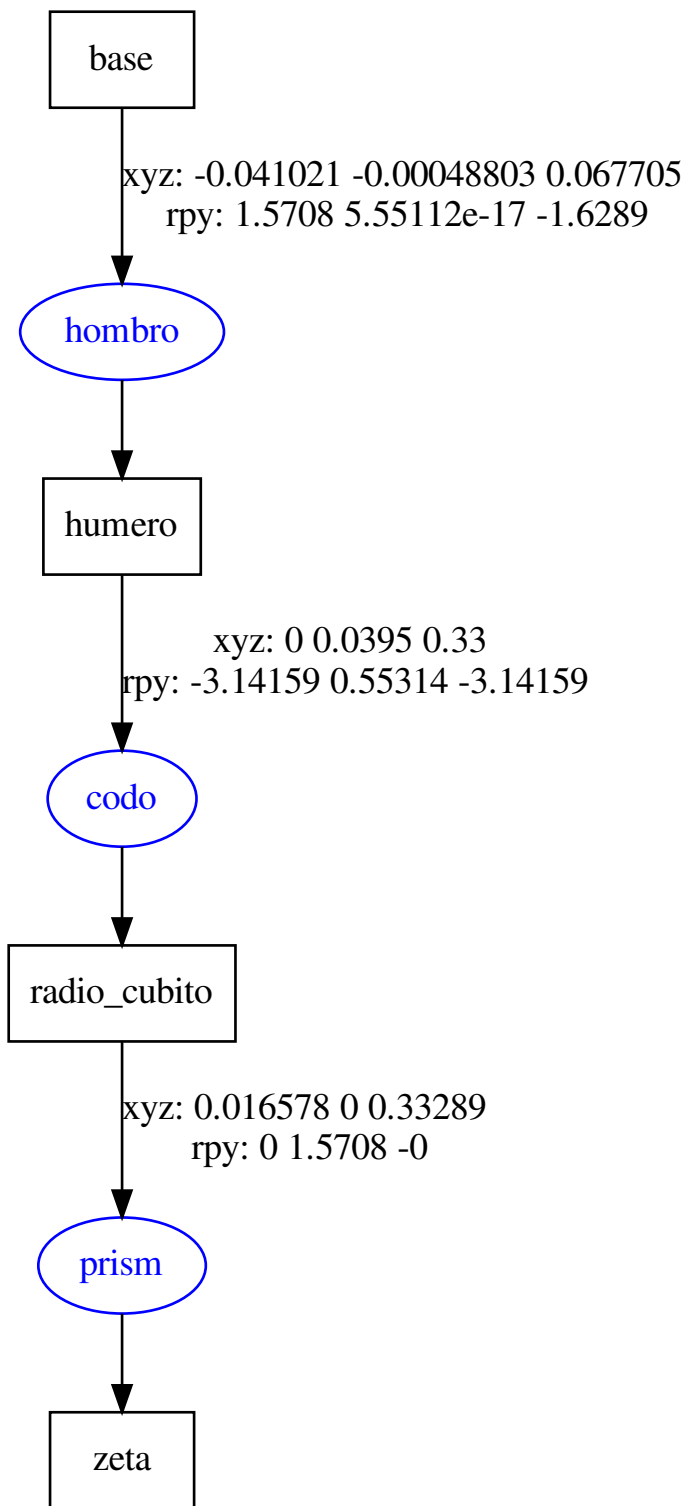 base
xyz: -0.041021 -0.00048803 0.067705
rpy: 1.5708 5.55112e-17 -1.6289
hombro
humero
xyz: 0 0.0395 0.33
rpy: -3.14159 0.55314 -3.14159
codo
radio_cubito
xyz: 0.016578 0 0.33289
rpy: 0 1.5708 -0
prism
zeta